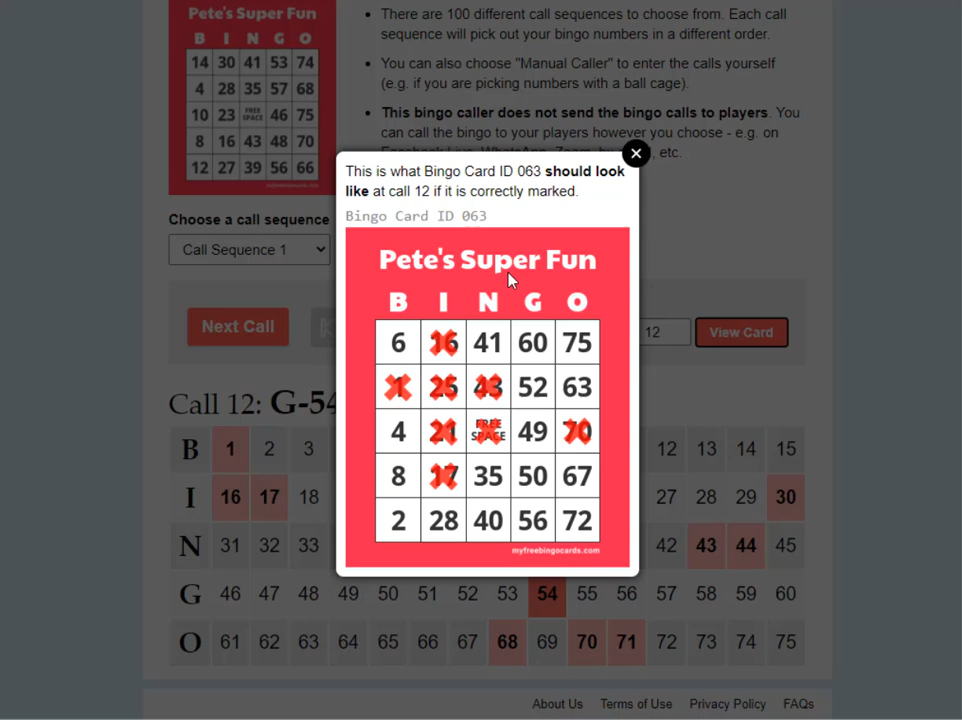 Pete's Super Fun
B I N G O
14 30 41 53 74
4 28 35 57 68
10 23 FREE SPACE 46 75
8 16 43 48 70
12 27 39 56 66
myfreebingocards.com
There are 100 different call sequences to choose from. Each call
sequence will pick out your bingo numbers in a different order.
You can also choose "Manual Caller" to enter the calls yourself
(e.g. if you are picking numbers with a ball cage).
This bingo caller does not send the bingo calls to players. You
can call the bingo to your players however you choose - e.g. on
etc.
Choose a call sequence
Call Sequence 1
Next Call
12
View Card
This is what Bingo Card ID 063 should look
like at call 12 if it is correctly marked.
Bingo Card ID 063
Pete's Super Fun
B I N G O
6 16 41 60 75
1 25 43 52 63
4 21 FREE SPACE 49 70
8 17 35 50 67
2 28 40 56 72
myfreebingocards.com
Call 12: G-54
B 1 2 3 12 13 14 15
I 16 17 18 27 28 29 30
N 31 32 33 42 43 44 45
G 46 47 48 49 50 51 52 53 54 55 56 57 58 59 60
O 61 62 63 64 65 66 67 68 69 70 71 72 73 74 75
About Us Terms of Use Privacy Policy FAQs